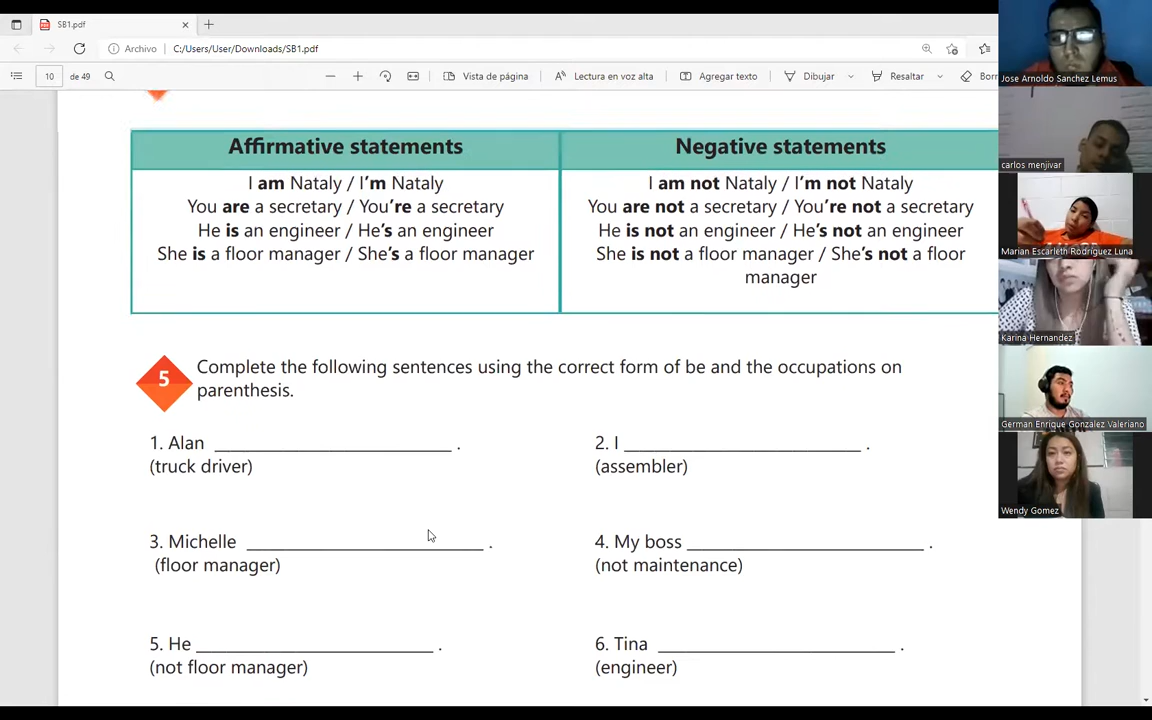 SB1.pdf
Archivo
C:/Users/User/Downloads/SB1.pdf
10
de 49
Vista de página
Lectura en voz alta
Agregar texto
Dibujar
Resaltar
Affirmative statements
I am Nataly / I'm Nataly
You are a secretary / You're a secretary
He is an engineer / He's an engineer
She is a floor manager / She's a floor manager
Negative statements
I am not Nataly / I'm not Nataly
You are not a secretary / You're not a secretary
He is not an engineer / He's not an engineer
She is not a floor manager / She's not a floor
manager
5
Complete the following sentences using the correct form of be and the occupations on
parenthesis.
1. Alan ________________________ .
(truck driver)
2. I ________________________ .
(assembler)
3. Michelle ________________________ .
(floor manager)
4. My boss ________________________ .
(not maintenance)
5. He ________________________ .
(not floor manager)
6. Tina ________________________ .
(engineer)
Jose Arnoldo Sanchez Lemus
carlos menjivar
Marian Escarleth Rodriguez Luna
Karina Hernandez
German Enrique Gonzalez Valeriano
Wendy Gomez